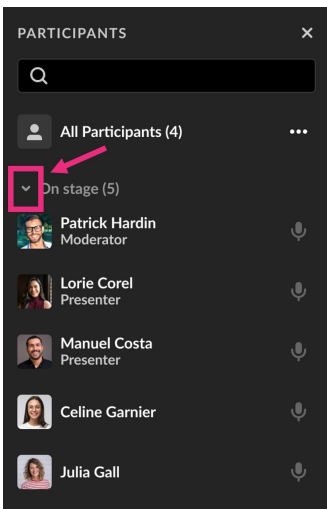 PARTICIPANTS
All Participants (4)
On stage (5)
Patrick Hardin
Moderator
Lorie Corel
Presenter
Manuel Costa
Presenter
Celine Garnier
Julia Gall